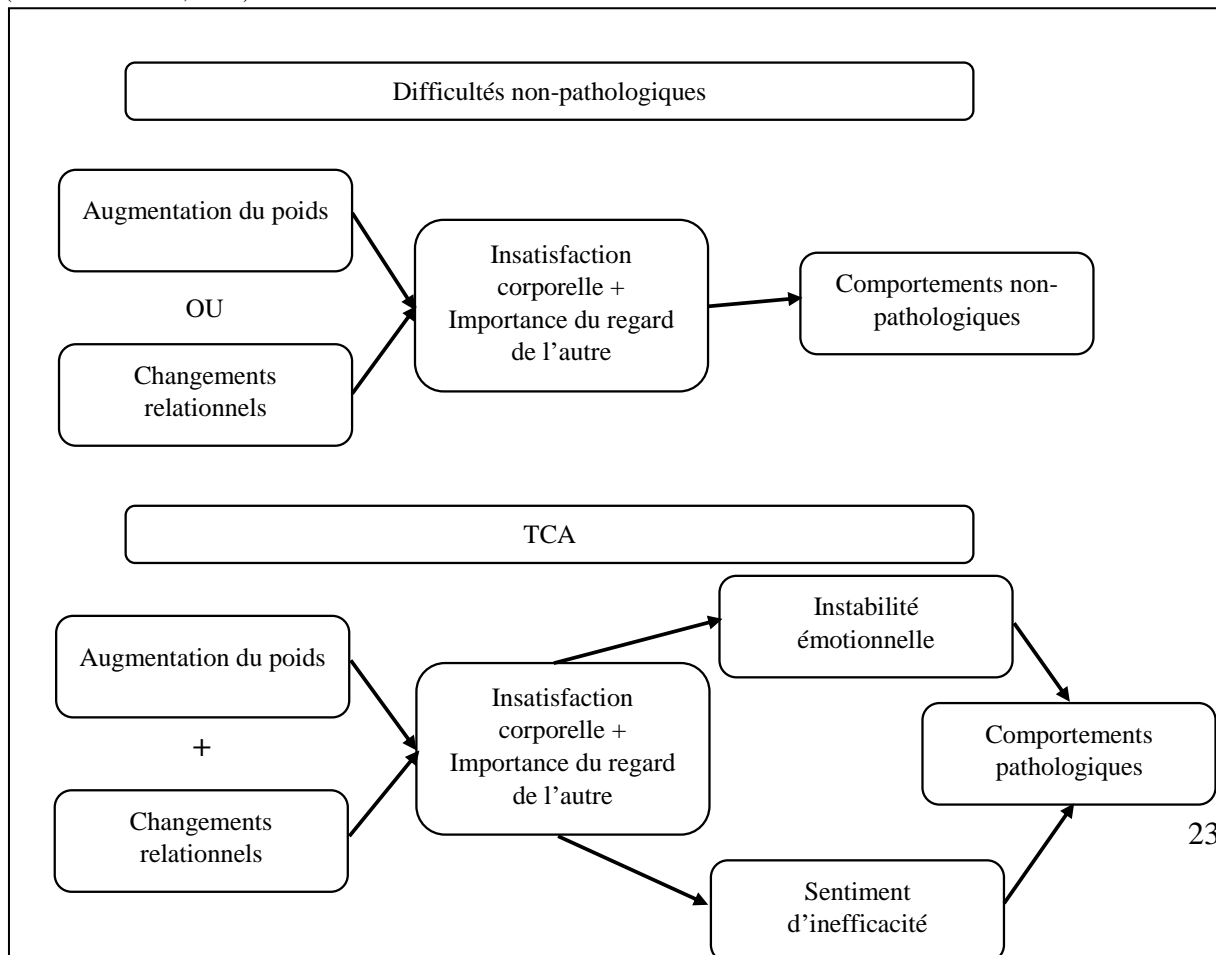 Difficultés non-pathologiques
Augmentation du poids
OU
Changements
relationnels
Insatisfaction
corporelle +
Importance du regard
de l’autre
Comportements non-
pathologiques
TCA
Augmentation du poids
+
Changements
relationnels
Insatisfaction
corporelle +
Importance du regard
de l’autre
Instabilité
émotionnelle
Sentiment
d’inefficacité
Comportements
pathologiques
23